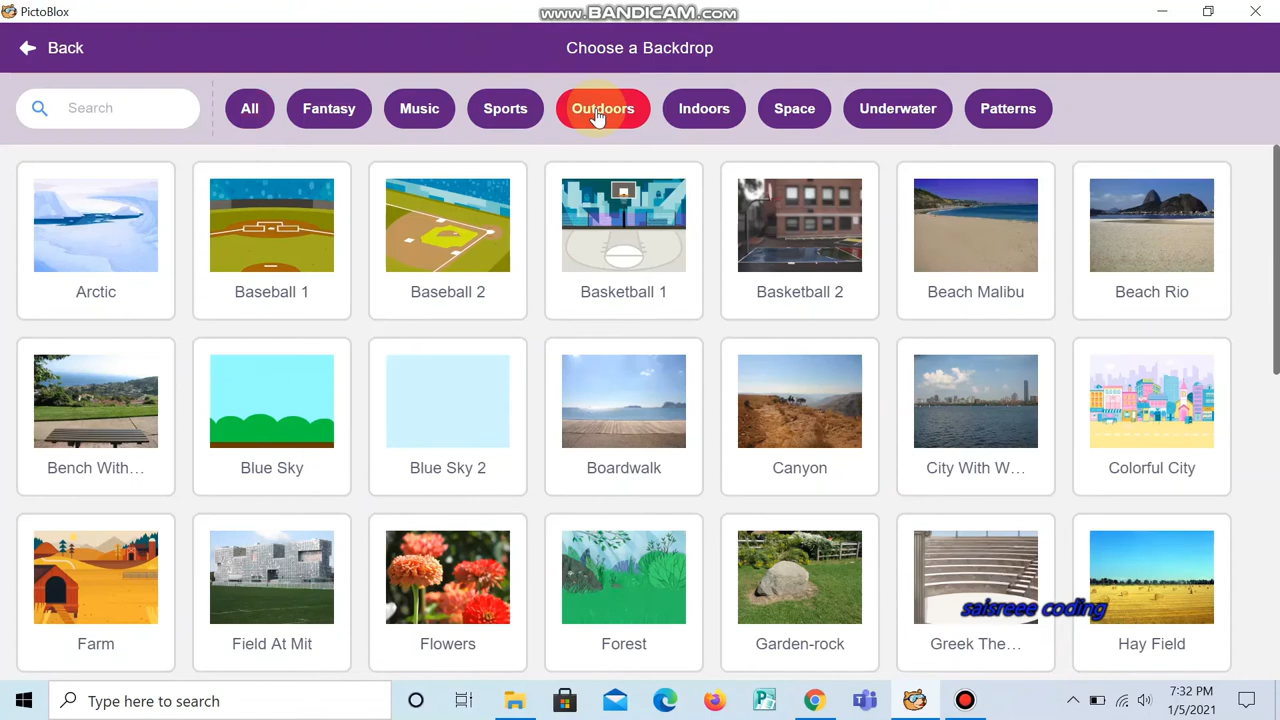 PictoBlox
www.BANDICAM.com
Back
Choose a Backdrop
Search
All
Fantasy
Music
Sports
Outdoors
Indoors
Space
Underwater
Patterns
Arctic
Baseball 1
Baseball 2
Basketball 1
Basketball 2
Beach Malibu
Beach Rio
Bench With...
Blue Sky
Blue Sky 2
Boardwalk
Canyon
City With W...
Colorful City
Farm
Field At Mit
Flowers
Forest
Garden-rock
Greek The...
Hay Field
saisreee coding
Type here to search
7:32 PM
1/5/2021